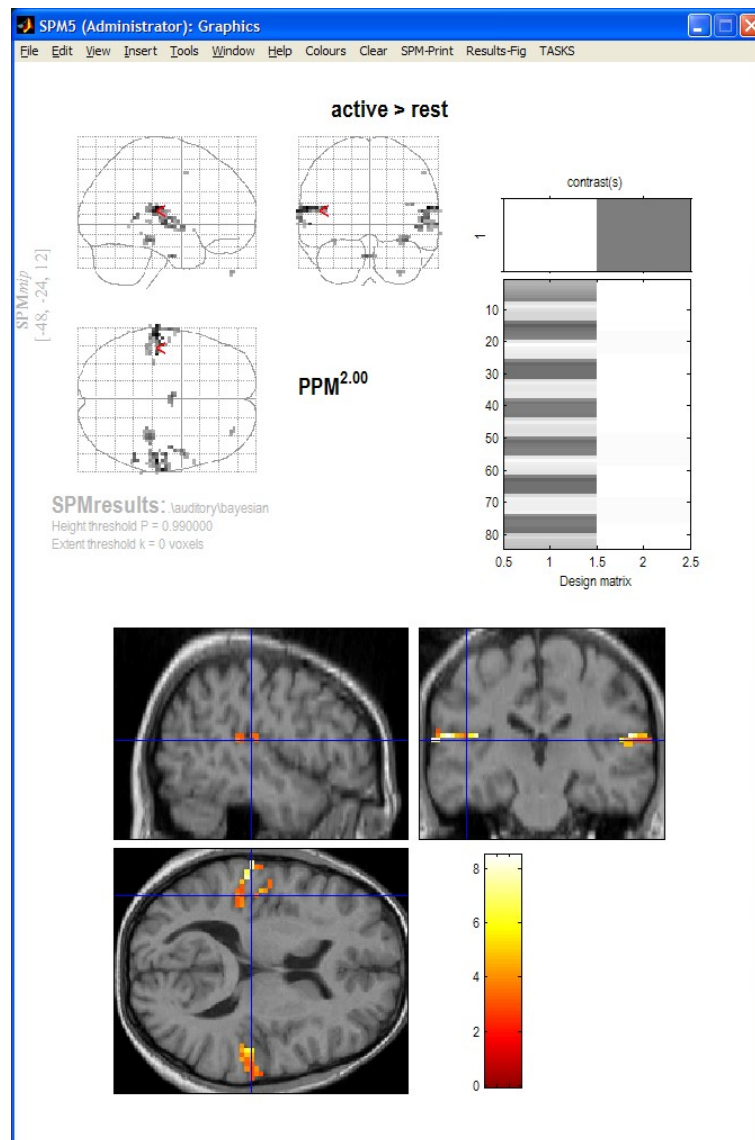 SPM5 (Administrator): Graphics
File Edit View Insert Tools Window Help Colours Clear SPM-Print Results-Fig TASKS
active > rest
contrast(s)
1
SPMmip
[-48, -24, 12]
PPM2.00
10
20
30
40
50
60
70
80
0.5 1 1.5 2 2.5
Design matrix
SPMresults: .\auditory\bayesian
Height threshold P = 0.990000
Extent threshold k = 0 voxels
8
6
4
2
0